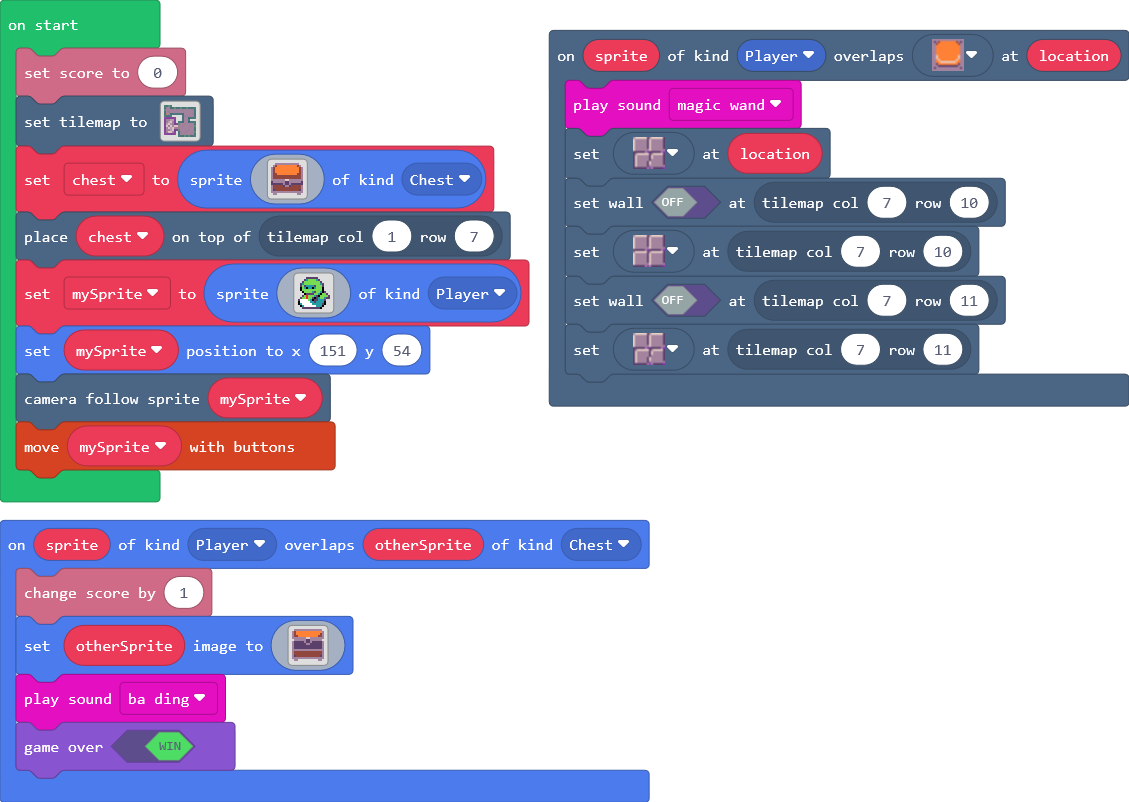 on start
set score to 0
set tilemap to
set chest to sprite of kind Chest
place chest on top of tilemap col 1 row 7
set mySprite to sprite of kind Player
set mySprite position to x 151 y 54
camera follow sprite mySprite
move mySprite with buttons
on sprite of kind Player overlaps at location
play sound magic wand
set at location
set wall OFF at tilemap col 7 row 10
set at tilemap col 7 row 10
set wall OFF at tilemap col 7 row 11
set at tilemap col 7 row 11
on sprite of kind Player overlaps otherSprite of kind Chest
change score by 1
set otherSprite image to
play sound ba ding
game over WIN